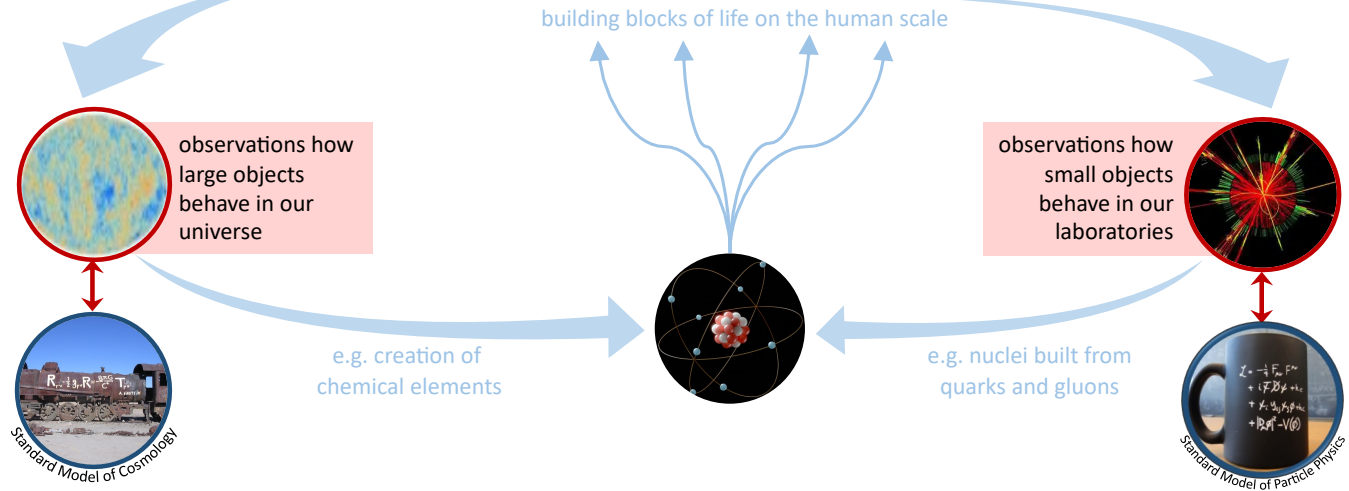 building blocks of life on the human scale
observations how
large objects
behave in our
universe
observations how
small objects
behave in our
laboratories
e.g. creation of
chemical elements
e.g. nuclei built from
quarks and gluons
Standard Model of Cosmology
Standard Model of Particle Physics